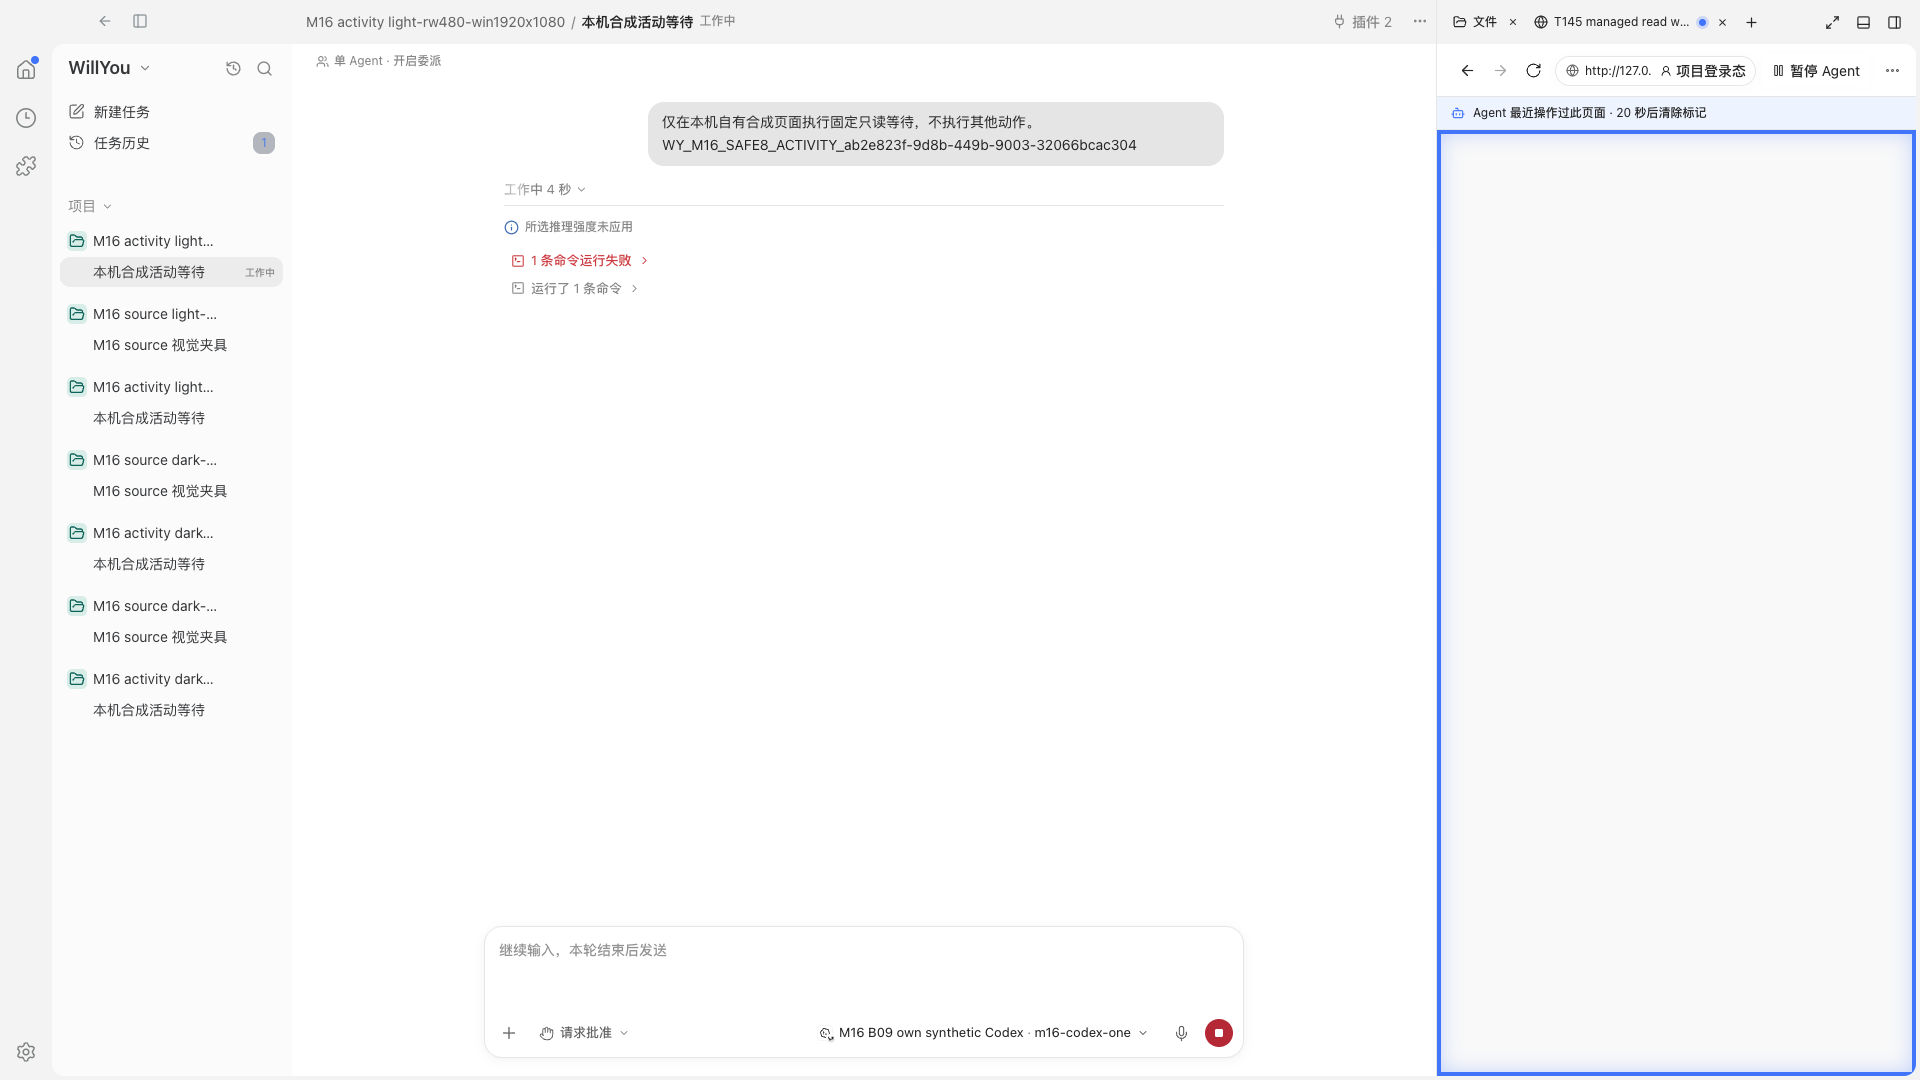 M16 activity light-rw480-win1920x1080 / 本机合成活动等待 工作中
插件 2
文件
T145 managed read w...
WillYou
新建任务
任务历史
1
项目
M16 activity light...
本机合成活动等待 工作中
M16 source light-...
M16 source 视觉夹具
M16 activity light...
本机合成活动等待
M16 source dark-...
M16 source 视觉夹具
M16 activity dark...
本机合成活动等待
M16 source dark-...
M16 source 视觉夹具
M16 activity dark...
本机合成活动等待
单 Agent · 开启委派
仅在本机自有合成页面执行固定只读等待，不执行其他动作。
WY_M16_SAFE8_ACTIVITY_ab2e823f-9d8b-449b-9003-32066bcac304
工作中 4 秒
所选推理强度未应用
1 条命令运行失败
运行了 1 条命令
继续输入，本轮结束后发送
请求批准
M16 B09 own synthetic Codex · m16-codex-one
http://127.0.
项目登录态
暂停 Agent
Agent 最近操作过此页面 · 20 秒后清除标记